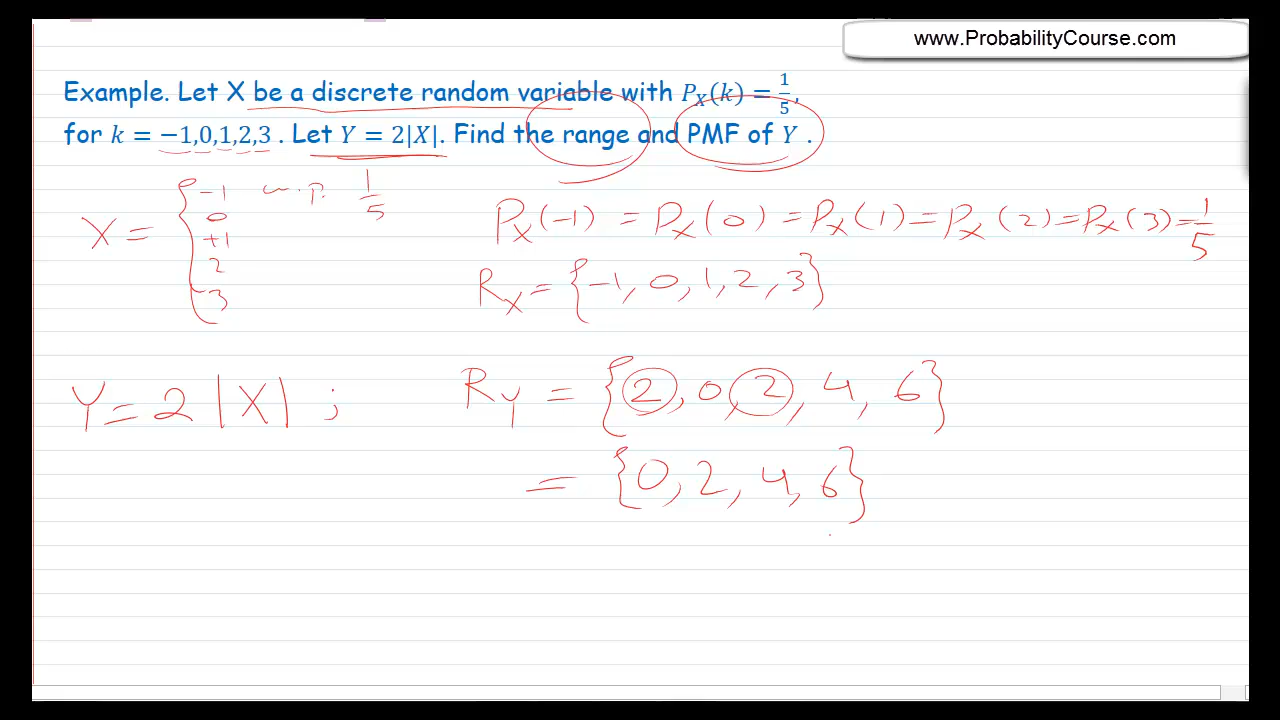 www.ProbabilityCourse.com
Example. Let X be a discrete random variable with P_X(k) = 1/5,
for k = −1,0,1,2,3 . Let Y = 2|X|. Find the range and PMF of Y .
X = { -1 w.p. 1/5
0
+1
2
3
P_X(-1) = P_X(0) = P_X(1) = P_X(2) = P_X(3) = 1/5
R_X = {-1, 0, 1, 2, 3}
Y = 2|X| ; R_Y = {2, 0, 2, 4, 6}
= {0, 2, 4, 6}